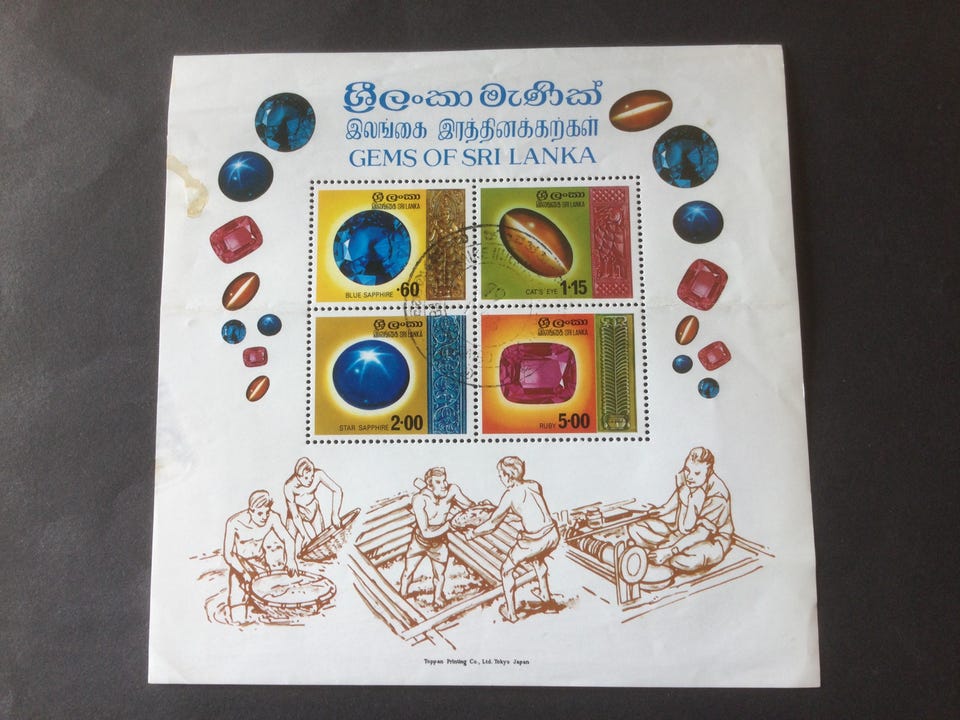 ශ්‍රී ලංකා මැණික්
இலங்கை இரத்தினக்கற்கள்
GEMS OF SRI LANKA
ශ්‍රී ලංකා
இலங்கை SRI LANKA
BLUE SAPPHIRE ·60
ශ්‍රී ලංකා
இலங்கை SRI LANKA
CAT'S EYE 1·15
ශ්‍රී ලංකා
இலங்கை SRI LANKA
STAR SAPPHIRE 2·00
ශ්‍රී ලංකා
இலங்கை SRI LANKA
RUBY 5·00
Toppan Printing Co., Ltd. Tokyo Japan